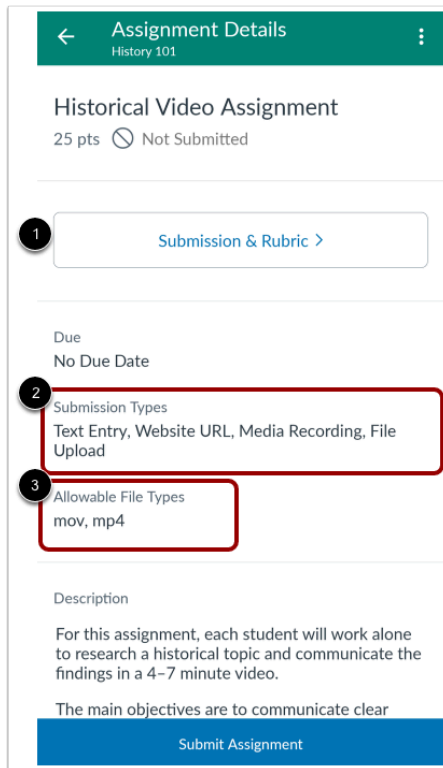 Assignment Details
History 101
Historical Video Assignment
25 pts Not Submitted
1
Submission & Rubric >
Due
No Due Date
2
Submission Types
Text Entry, Website URL, Media Recording, File
Upload
3
Allowable File Types
mov, mp4
Description
For this assignment, each student will work alone
to research a historical topic and communicate the
findings in a 4–7 minute video.
The main objectives are to communicate clear
Submit Assignment